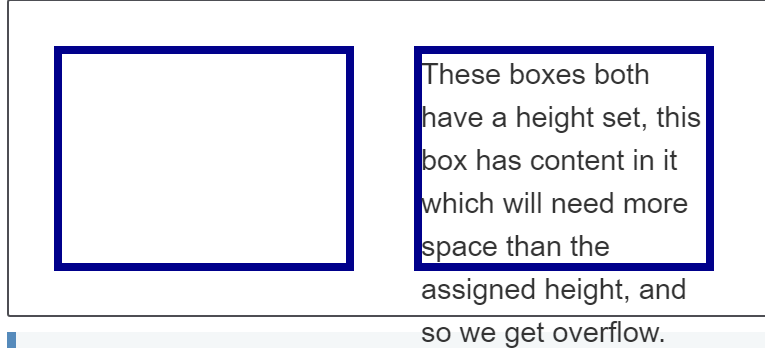 These boxes both
have a height set, this
box has content in it
which will need more
space than the
assigned height, and
so we get overflow.